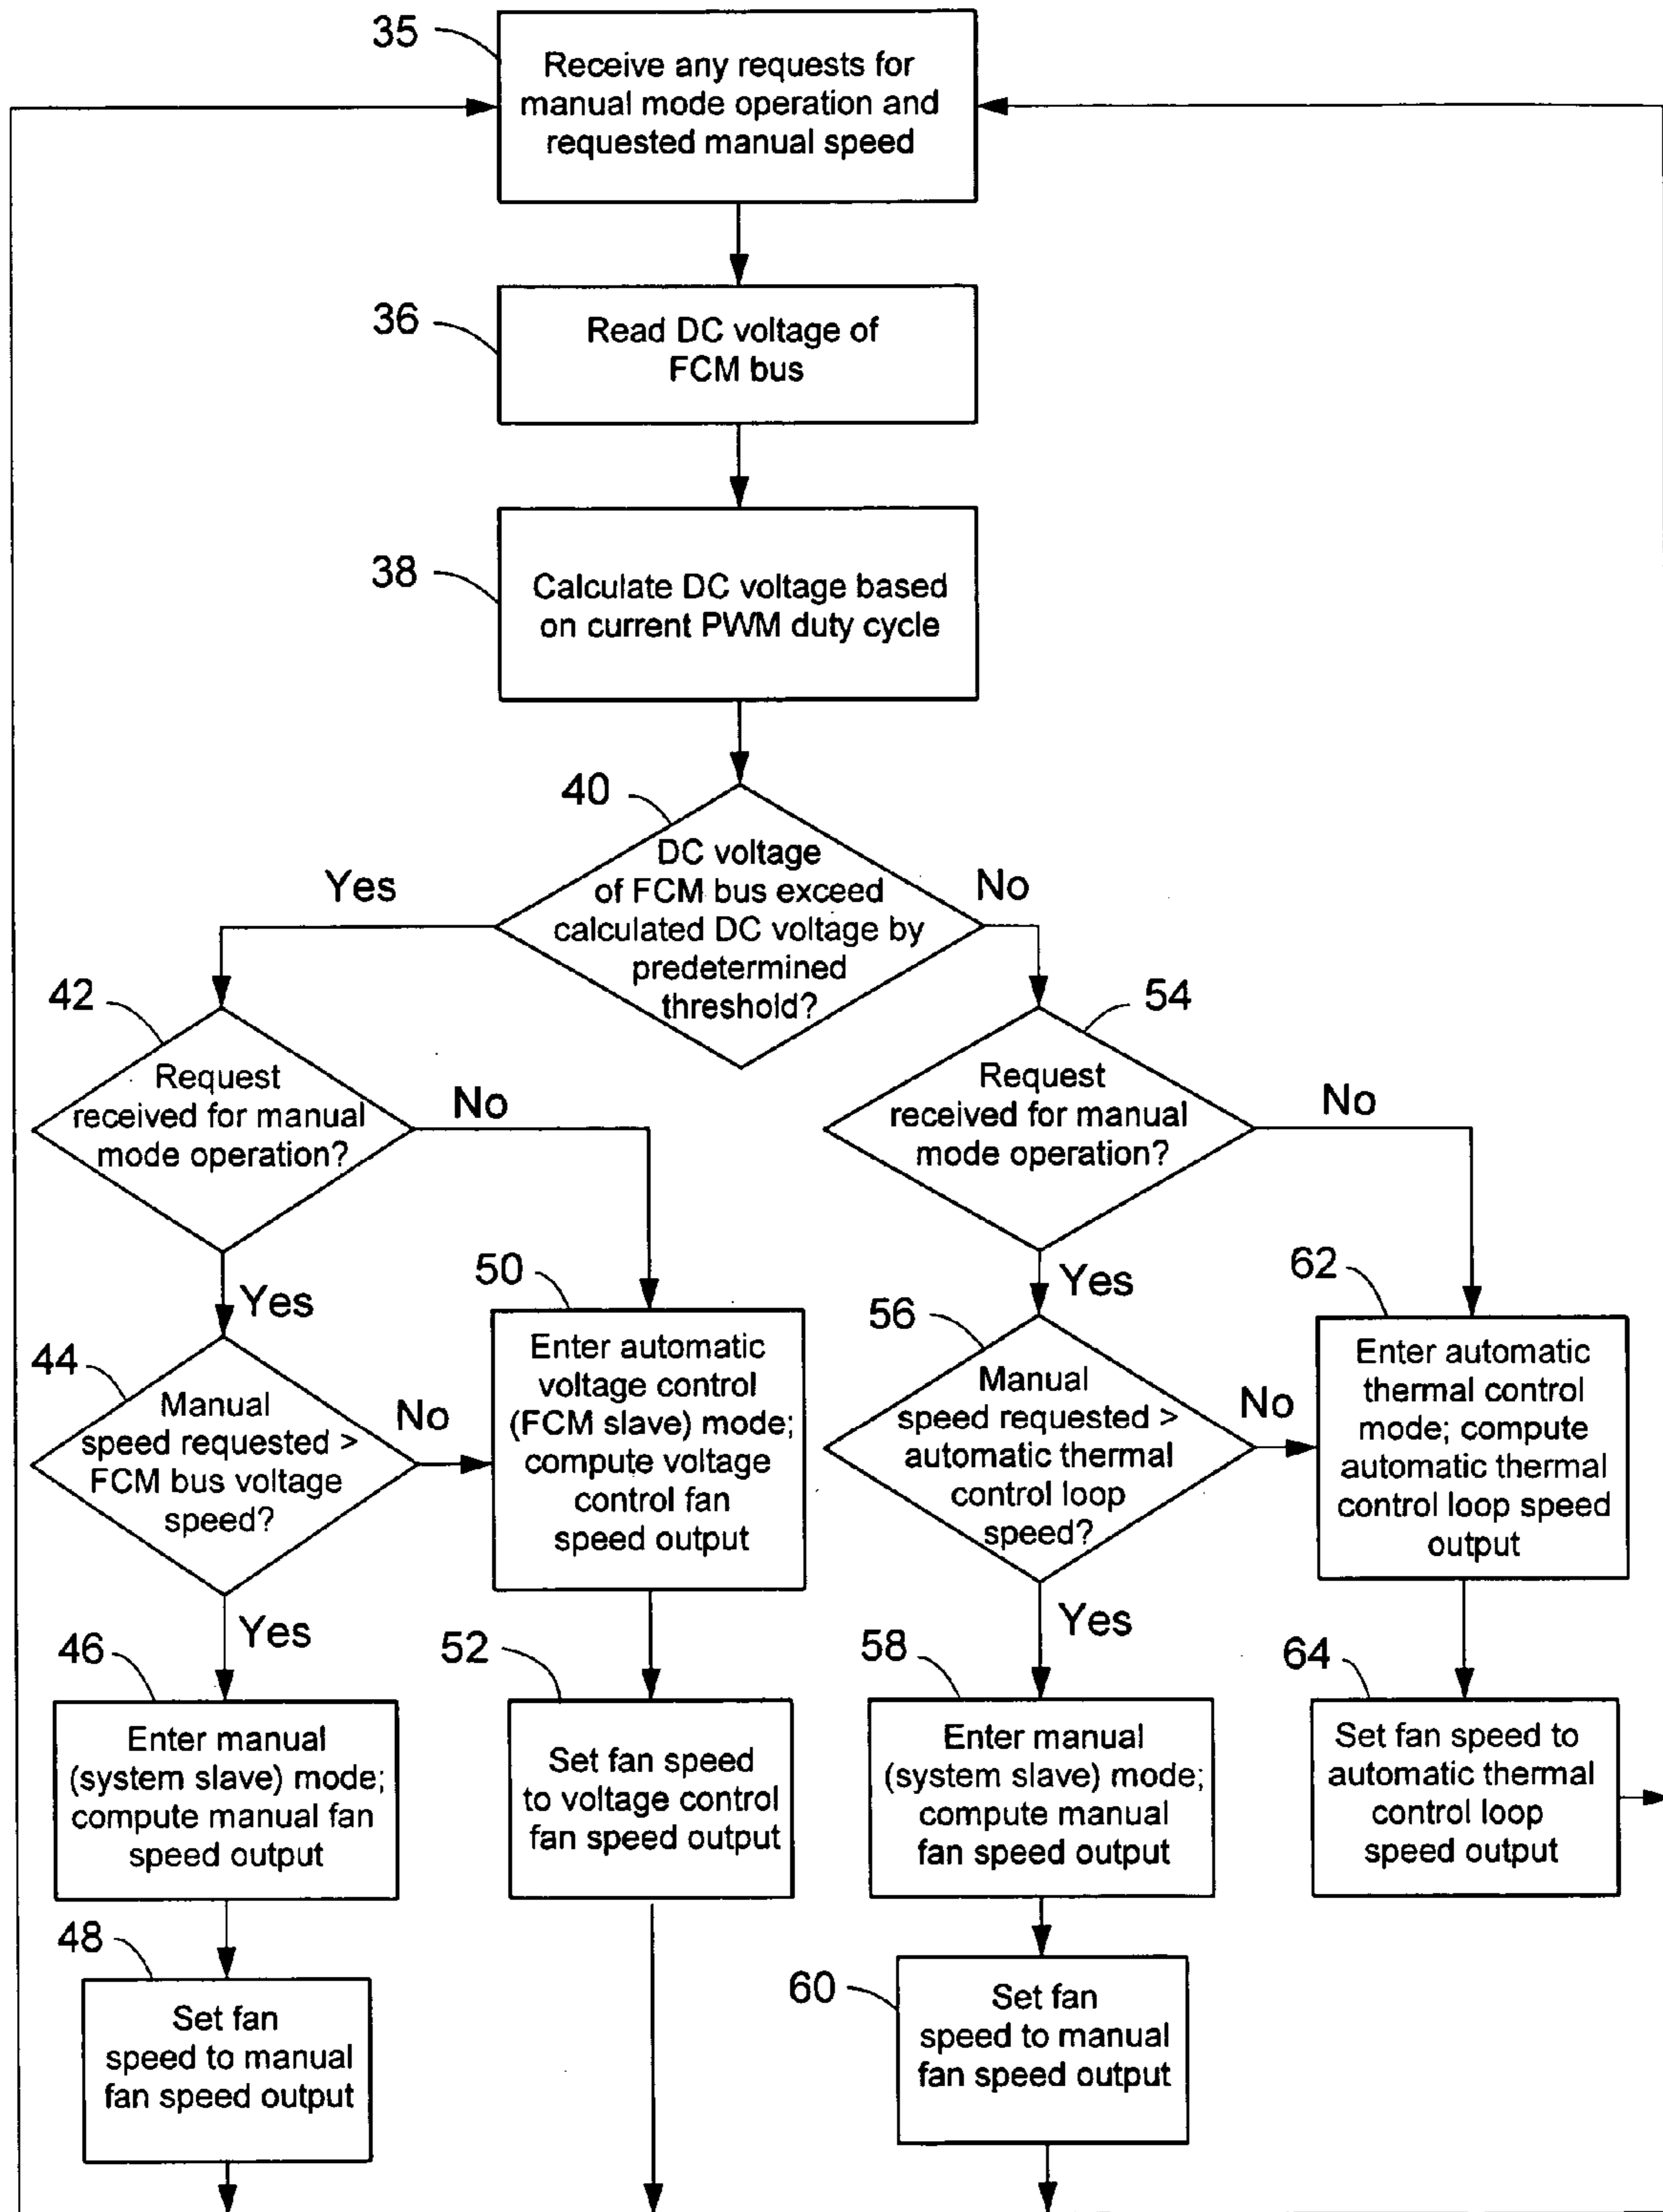 35
Receive any requests for
manual mode operation and
requested manual speed
36
Read DC voltage of
FCM bus
38
Calculate DC voltage based
on current PWM duty cycle
40
DC voltage
of FCM bus exceed
calculated DC voltage by
predetermined
threshold?
Yes
No
42
Request
received for manual
mode operation?
No
Yes
54
Request
received for manual
mode operation?
No
Yes
44
Manual
speed requested >
FCM bus voltage
speed?
No
Yes
50
Enter automatic
voltage control
(FCM slave) mode;
compute voltage
control fan
speed output
56
Manual
speed requested >
automatic thermal
control loop
speed?
No
Yes
62
Enter automatic
thermal control
mode; compute
automatic thermal
control loop speed
output
46
Enter manual
(system slave) mode;
compute manual fan
speed output
52
Set fan speed
to voltage control
fan speed output
58
Enter manual
(system slave) mode;
compute manual
fan speed output
64
Set fan speed to
automatic thermal
control loop
speed output
48
Set fan
speed to manual
fan speed output
60
Set fan
speed to manual
fan speed output